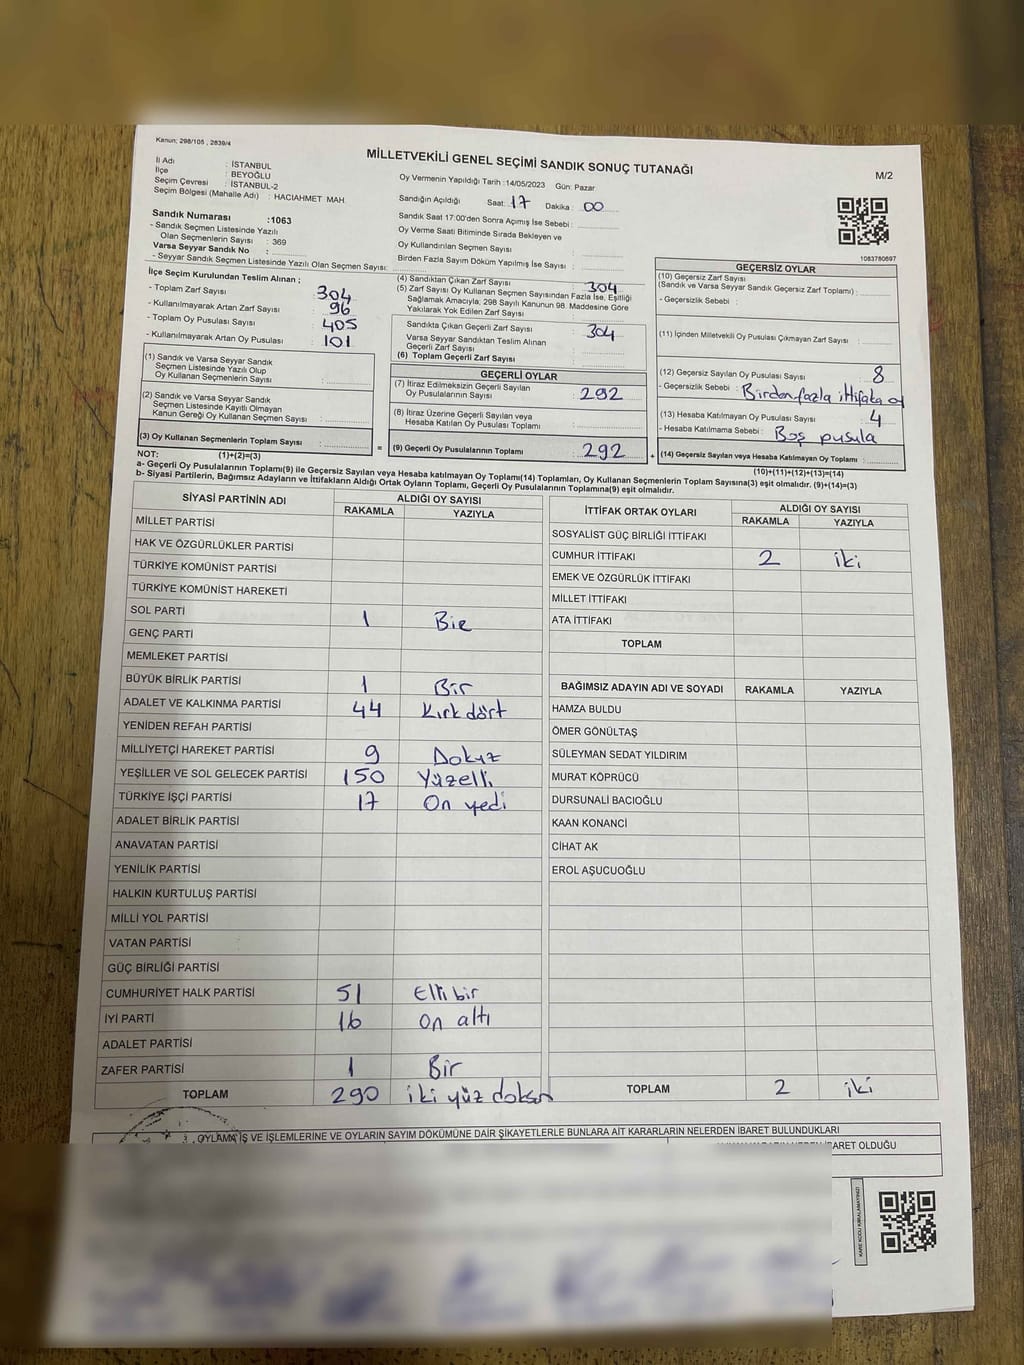 Kanun: 298/105 , 2839/4
MİLLETVEKİLİ GENEL SEÇİMİ SANDIK SONUÇ TUTANAĞI
M/2
İl Adı : İSTANBUL
İlçe : BEYOĞLU
Seçim Çevresi : İSTANBUL-2
Seçim Bölgesi (Mahalle Adı) : HACIAHMET MAH.
Sandık Numarası :1063
- Sandık Seçmen Listesinde Yazılı
Olan Seçmenlerin Sayısı : 369
Varsa Seyyar Sandık No :
- Seyyar Sandık Seçmen Listesinde Yazılı Olan Seçmen Sayısı:
Oy Vermenin Yapıldığı Tarih :14/05/2023 Gün: Pazar
Sandığın Açıldığı Saat: 17 Dakika : 00
Sandık Saat 17:00'den Sonra Açımış İse Sebebi :
Oy Verme Saati Bitiminde Sırada Bekleyen ve
Oy Kullandırılan Seçmen Sayısı :
Birden Fazla Sayım Döküm Yapılmış İse Sayısı :
1083780697
İlçe Seçim Kurulundan Teslim Alınan ;
- Toplam Zarf Sayısı : 304
- Kullanılmayarak Artan Zarf Sayısı : 96
- Toplam Oy Pusulası Sayısı : 405
- Kullanılmayarak Artan Oy Pusulası : 101
(1) Sandık ve Varsa Seyyar Sandık
Seçmen Listesinde Yazılı Olup
Oy Kullanan Seçmenlerin Sayısı :
(2) Sandık ve Varsa Seyyar Sandık
Seçmen Listesinde Kayıtlı Olmayan
Kanun Gereği Oy Kullanan Seçmen Sayısı :
(3) Oy Kullanan Seçmenlerin Toplam Sayısı :
(1)+(2)=(3)
(4) Sandıktan Çıkan Zarf Sayısı : 304
(5) Zarf Sayısı Oy Kullanan Seçmen Sayısından Fazla İse, Eşitliği
Sağlamak Amacıyla, 298 Sayılı Kanunun 98. Maddesine Göre
Yakılarak Yok Edilen Zarf Sayısı :
Sandıkta Çıkan Geçerli Zarf Sayısı : 304
Varsa Seyyar Sandıktan Teslim Alınan
Geçerli Zarf Sayısı :
(6) Toplam Geçerli Zarf Sayısı :
GEÇERLİ OYLAR
(7) İtiraz Edilmeksizin Geçerli Sayılan
Oy Pusulalarının Sayısı : 292
(8) İtiraz Üzerine Geçerli Sayılan veya
Hesaba Katılan Oy Pusulaları Toplamı :
= (9) Geçerli Oy Pusulalarının Toplamı : 292
GEÇERSİZ OYLAR
(10) Geçersiz Zarf Sayısı
(Sandık ve Varsa Seyyar Sandık Geçersiz Zarf Toplamı) :
- Geçersizlik Sebebi :
(11) İçinden Milletvekili Oy Pusulası Çıkmayan Zarf Sayısı :
(12) Geçersiz Sayılan Oy Pusulası Sayısı : 8
- Geçersizlik Sebebi : Birden fazla ittifaka oy
(13) Hesaba Katılmayan Oy Pusulası Sayısı : 4
- Hesaba Katılmama Sebebi : Boş pusula
+ (14) Geçersiz Sayılan veya Hesaba Katılmayan Oy Toplamı :
(10)+(11)+(12)+(13)=(14)
NOT:
a- Geçerli Oy Pusulalarının Toplamı(9) ile Geçersiz Sayılan veya Hesaba katılmayan Oy Toplamı(14) Toplamları, Oy Kullanan Seçmenlerin Toplam Sayısına(3) eşit olmalıdır. (9)+(14)=(3)
b- Siyasi Partilerin, Bağımsız Adayların ve İttifakların Aldığı Ortak Oyların Toplamı, Geçerli Oy Pusulalarının Toplamına(9) eşit olmalıdır.
SİYASİ PARTİNİN ADI ALDIĞI OY SAYISI
RAKAMLA YAZIYLA
MİLLET PARTİSİ
HAK VE ÖZGÜRLÜKLER PARTİSİ
TÜRKİYE KOMÜNİST PARTİSİ
TÜRKİYE KOMÜNİST HAREKETİ
SOL PARTİ 1 Bir
GENÇ PARTİ
MEMLEKET PARTİSİ
BÜYÜK BİRLİK PARTİSİ 1 Bir
ADALET VE KALKINMA PARTİSİ 44 Kırk dört
YENİDEN REFAH PARTİSİ
MİLLİYETÇİ HAREKET PARTİSİ 9 Dokuz
YEŞİLLER VE SOL GELECEK PARTİSİ 150 Yüzelli
TÜRKİYE İŞÇİ PARTİSİ 17 On yedi
ADALET BİRLİK PARTİSİ
ANAVATAN PARTİSİ
YENİLİK PARTİSİ
HALKIN KURTULUŞ PARTİSİ
MİLLİ YOL PARTİSİ
VATAN PARTİSİ
GÜÇ BİRLİĞİ PARTİSİ
CUMHURİYET HALK PARTİSİ 51 Elli bir
İYİ PARTİ 16 On altı
ADALET PARTİSİ
ZAFER PARTİSİ 1 Bir
TOPLAM 290 iki yüz doksan
İTTİFAK ORTAK OYLARI ALDIĞI OY SAYISI
RAKAMLA YAZIYLA
SOSYALİST GÜÇ BİRLİĞİ İTTİFAKI
CUMHUR İTTİFAKI 2 iki
EMEK VE ÖZGÜRLÜK İTTİFAKI
MİLLET İTTİFAKI
ATA İTTİFAKI
TOPLAM
BAĞIMSIZ ADAYIN ADI VE SOYADI RAKAMLA YAZIYLA
HAMZA BULDU
ÖMER GÖNÜLTAŞ
SÜLEYMAN SEDAT YILDIRIM
MURAT KÖPRÜCÜ
DURSUNALİ BACIOĞLU
KAAN KONANCİ
CİHAT AK
EROL AŞUCUOĞLU
TOPLAM 2 iki
OYLAMA İŞ VE İŞLEMLERİNE VE OYLARIN SAYIM DÖKÜMÜNE DAİR ŞİKAYETLERLE BUNLARA AİT KARARLARIN NELERDEN İBARET BULUNDUKLARI
İBARET OLDUĞU
KARE KODU KARALAMAYINIZ!